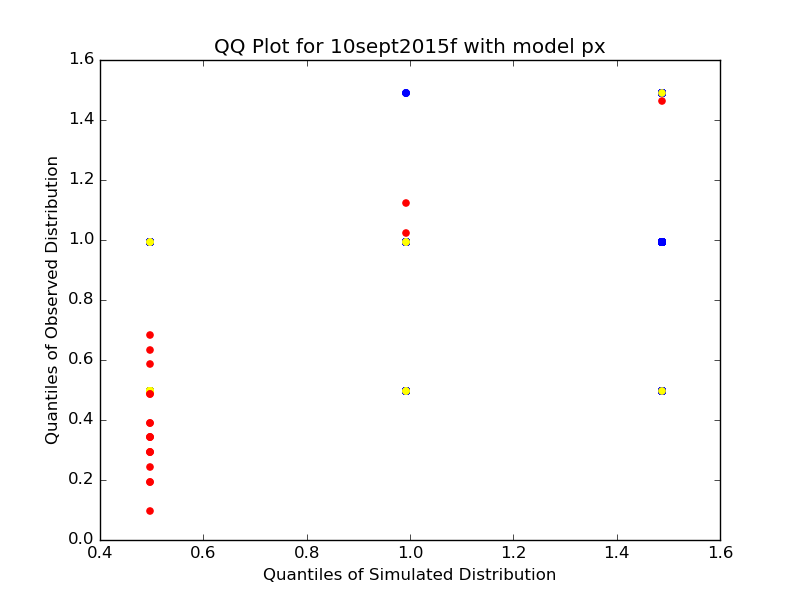 QQ Plot for 10sept2015f with model px
1.6
1.4
1.2
1.0
0.8
0.6
0.4
0.2
0.0
Quantiles of Observed Distribution
0.4 0.6 0.8 1.0 1.2 1.4 1.6
Quantiles of Simulated Distribution